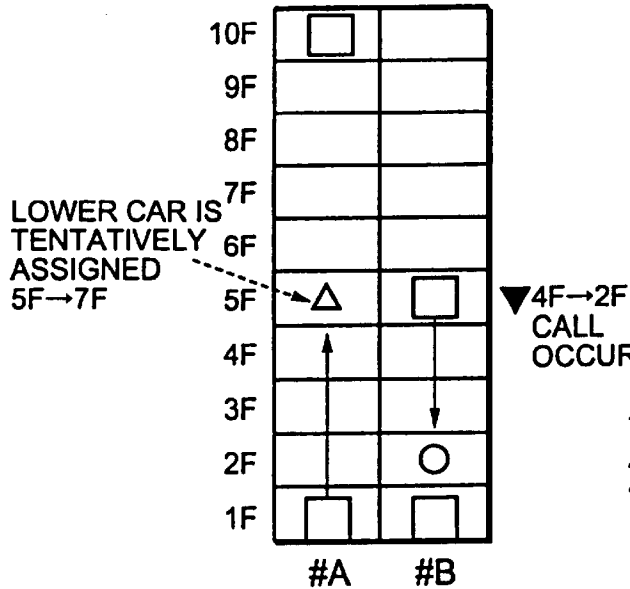 10F
9F
8F
7F
LOWER CAR IS
TENTATIVELY
ASSIGNED
5F→7F
6F
5F
▼4F→2F
CALL
4F
3F
2F
1F
#A #B